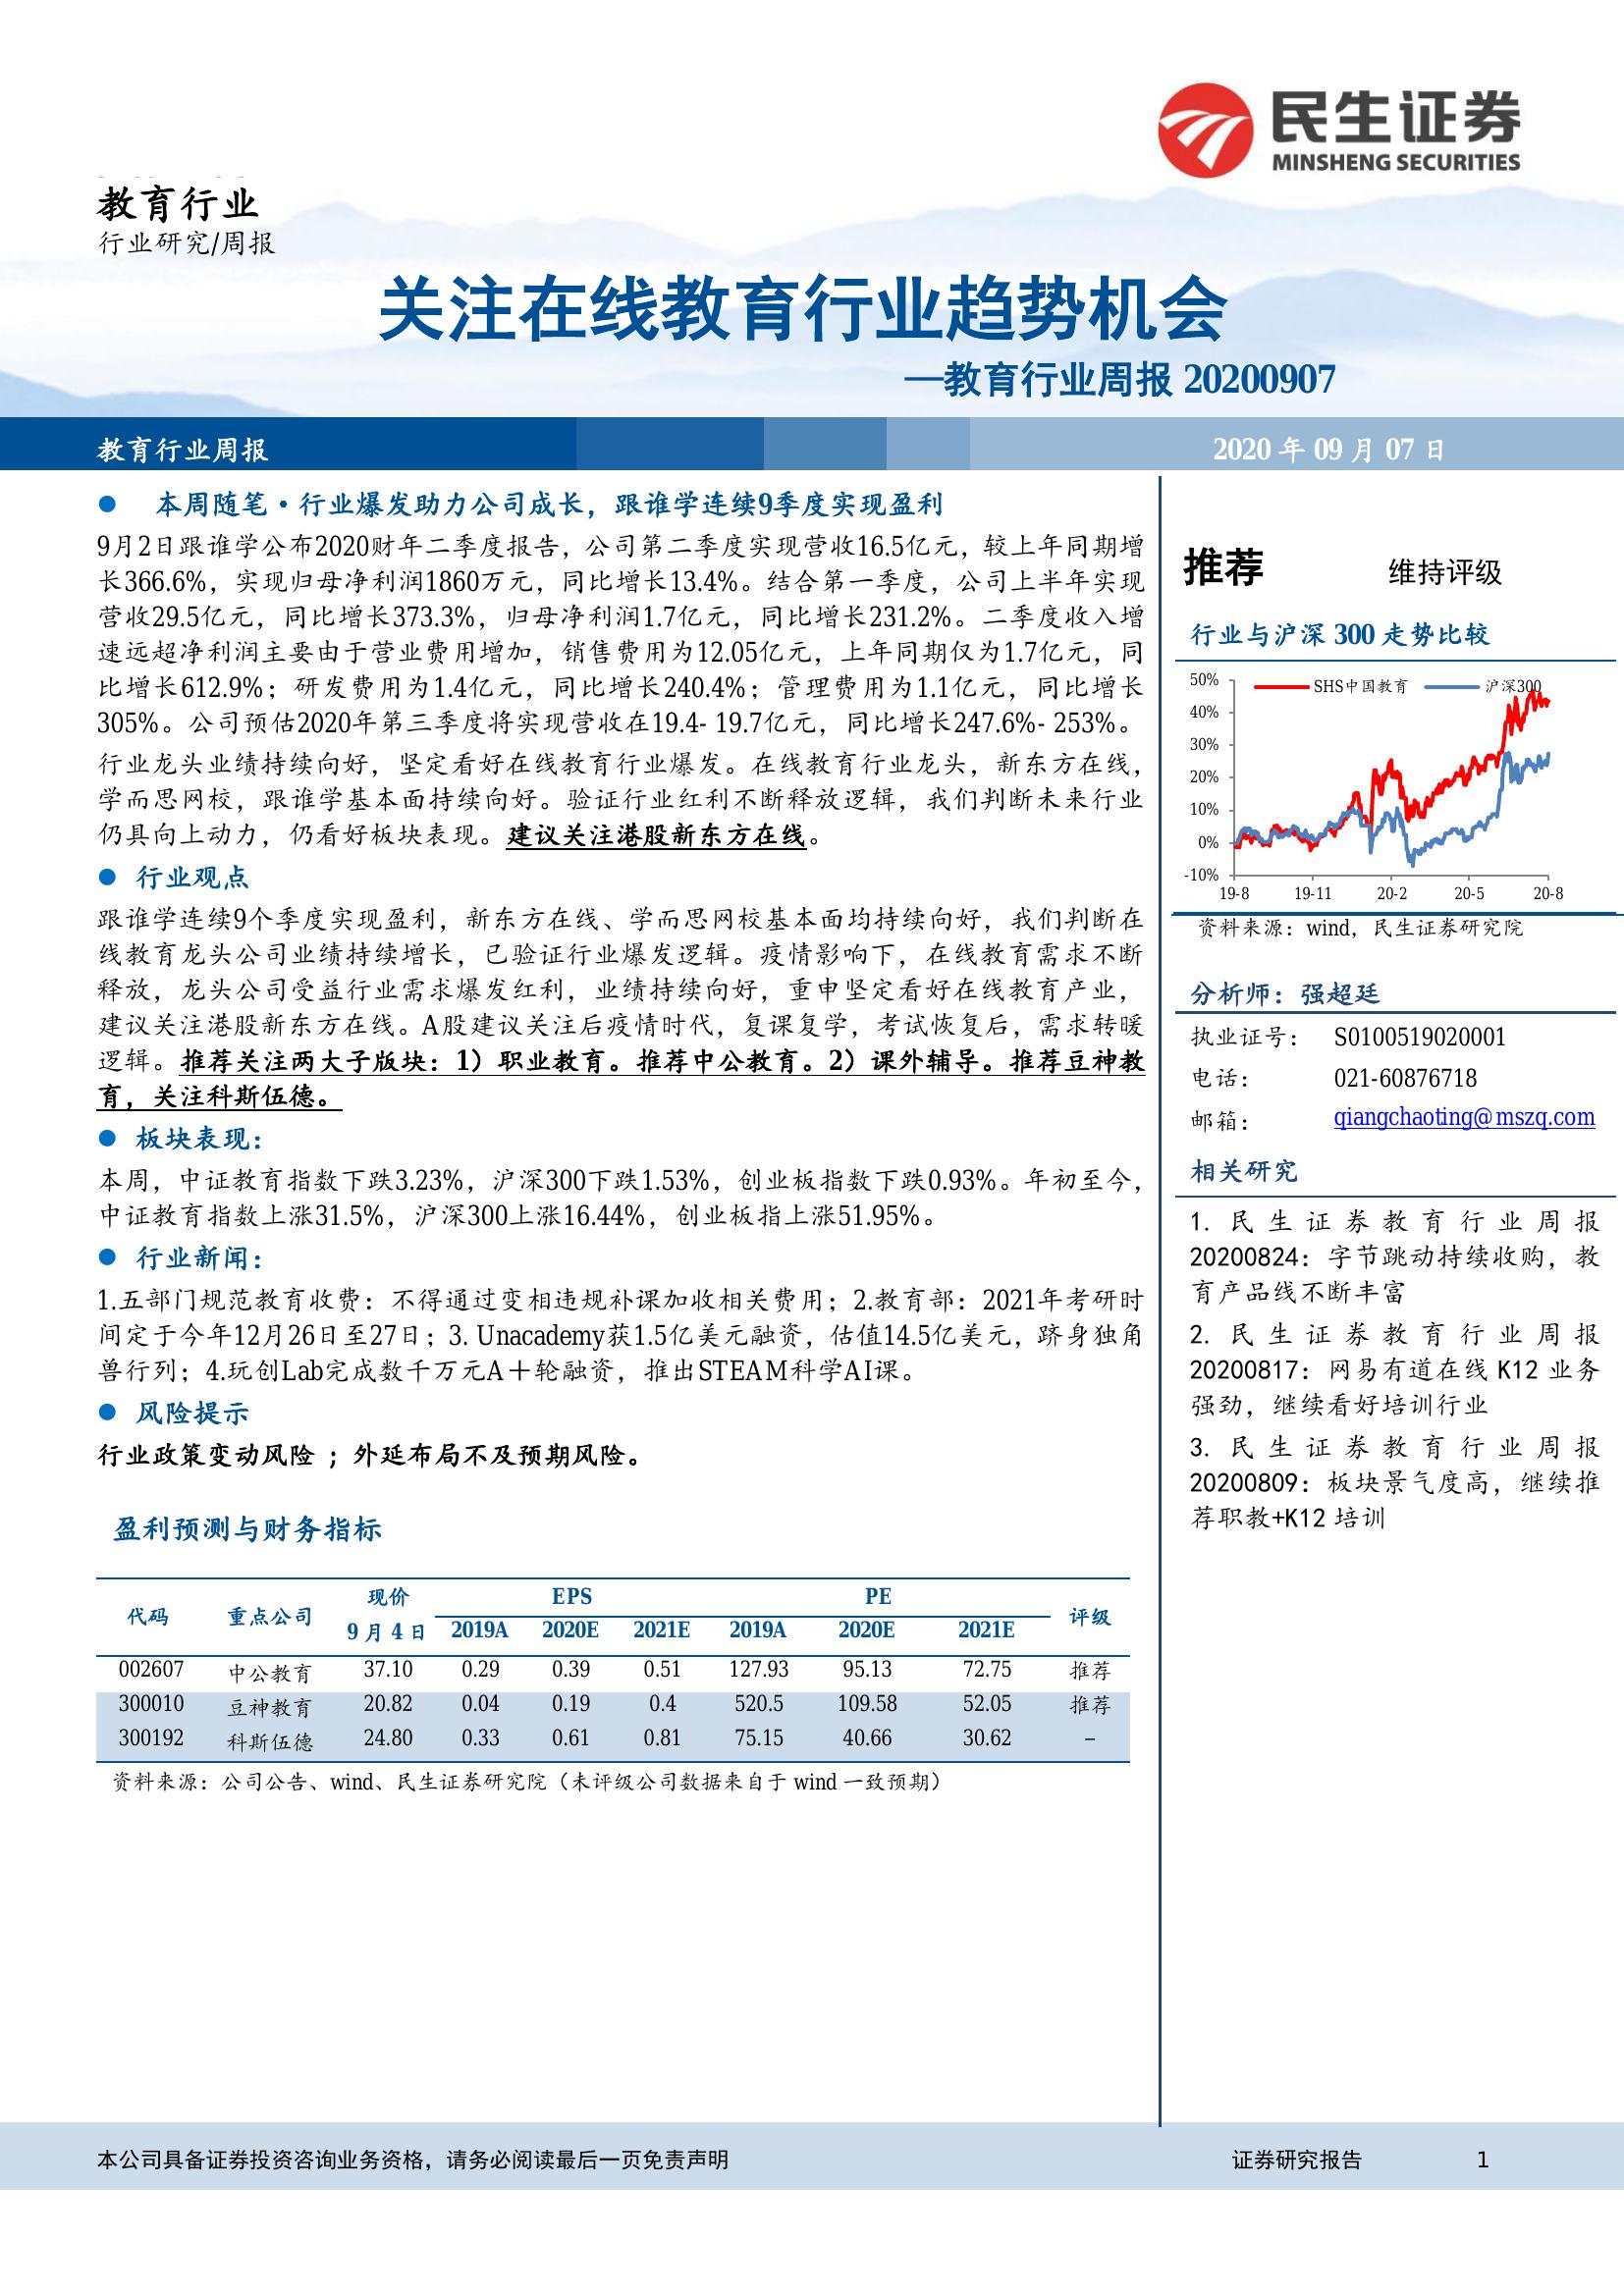 民生证券
MINSHENG SECURITIES
教育行业
行业研究/周报
关注在线教育行业趋势机会
—教育行业周报 20200907
教育行业周报
2020 年 09 月 07 日
● 本周随笔·行业爆发助力公司成长，跟谁学连续9季度实现盈利
9月2日跟谁学公布2020财年二季度报告，公司第二季度实现营收16.5亿元，较上年同期增
长366.6%，实现归母净利润1860万元，同比增长13.4%。结合第一季度，公司上半年实现
营收29.5亿元，同比增长373.3%，归母净利润1.7亿元，同比增长231.2%。二季度收入增
速远超净利润主要由于营业费用增加，销售费用为12.05亿元，上年同期仅为1.7亿元，同
比增长612.9%；研发费用为1.4亿元，同比增长240.4%；管理费用为1.1亿元，同比增长
305%。公司预估2020年第三季度将实现营收在19.4- 19.7亿元，同比增长247.6%- 253%。
行业龙头业绩持续向好，坚定看好在线教育行业爆发。在线教育行业龙头，新东方在线，
学而思网校，跟谁学基本面持续向好。验证行业红利不断释放逻辑，我们判断未来行业
仍具向上动力，仍看好板块表现。建议关注港股新东方在线。
● 行业观点
跟谁学连续9个季度实现盈利，新东方在线、学而思网校基本面均持续向好，我们判断在
线教育龙头公司业绩持续增长，已验证行业爆发逻辑。疫情影响下，在线教育需求不断
释放，龙头公司受益行业需求爆发红利，业绩持续向好，重申坚定看好在线教育产业，
建议关注港股新东方在线。A股建议关注后疫情时代，复课复学，考试恢复后，需求转暖
逻辑。推荐关注两大子版块：1）职业教育。推荐中公教育。2）课外辅导。推荐豆神教
育，关注科斯伍德。
● 板块表现：
本周，中证教育指数下跌3.23%，沪深300下跌1.53%，创业板指数下跌0.93%。年初至今，
中证教育指数上涨31.5%，沪深300上涨16.44%，创业板指上涨51.95%。
● 行业新闻：
1.五部门规范教育收费：不得通过变相违规补课加收相关费用；2.教育部：2021年考研时
间定于今年12月26日至27日；3. Unacademy获1.5亿美元融资，估值14.5亿美元，跻身独角
兽行列；4.玩创Lab完成数千万元A＋轮融资，推出STEAM科学AI课。
● 风险提示
行业政策变动风险 ；外延布局不及预期风险。
盈利预测与财务指标
代码 重点公司 现价 EPS PE 评级
9 月 4 日 2019A 2020E 2021E 2019A 2020E 2021E
002607 中公教育 37.10 0.29 0.39 0.51 127.93 95.13 72.75 推荐
300010 豆神教育 20.82 0.04 0.19 0.4 520.5 109.58 52.05 推荐
300192 科斯伍德 24.80 0.33 0.61 0.81 75.15 40.66 30.62 –
资料来源：公司公告、wind、民生证券研究院（未评级公司数据来自于 wind 一致预期）
推荐 维持评级
行业与沪深 300 走势比较
SHS中国教育 沪深300
50%
40%
30%
20%
10%
0%
-10%
19-8 19-11 20-2 20-5 20-8
资料来源：wind，民生证券研究院
分析师：强超廷
执业证号： S0100519020001
电话： 021-60876718
邮箱： qiangchaoting@mszq.com
相关研究
1. 民生证券教育行业周报
20200824：字节跳动持续收购，教
育产品线不断丰富
2. 民生证券教育行业周报
20200817：网易有道在线 K12 业务
强劲，继续看好培训行业
3. 民生证券教育行业周报
20200809：板块景气度高，继续推
荐职教+K12 培训
本公司具备证券投资咨询业务资格，请务必阅读最后一页免责声明
证券研究报告 1